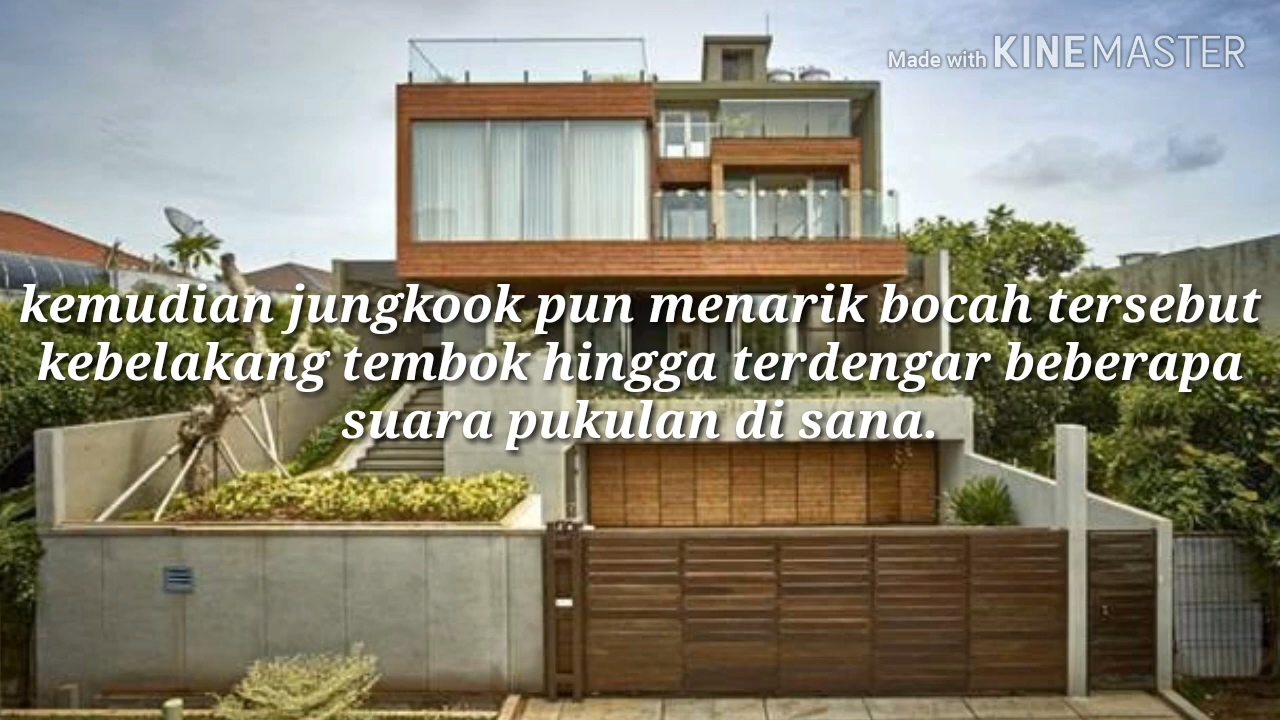 Made with KINEMASTER
kemudian jungkook pun menarik bocah tersebut
kebelakang tembok hingga terdengar beberapa
suara pukulan di sana.